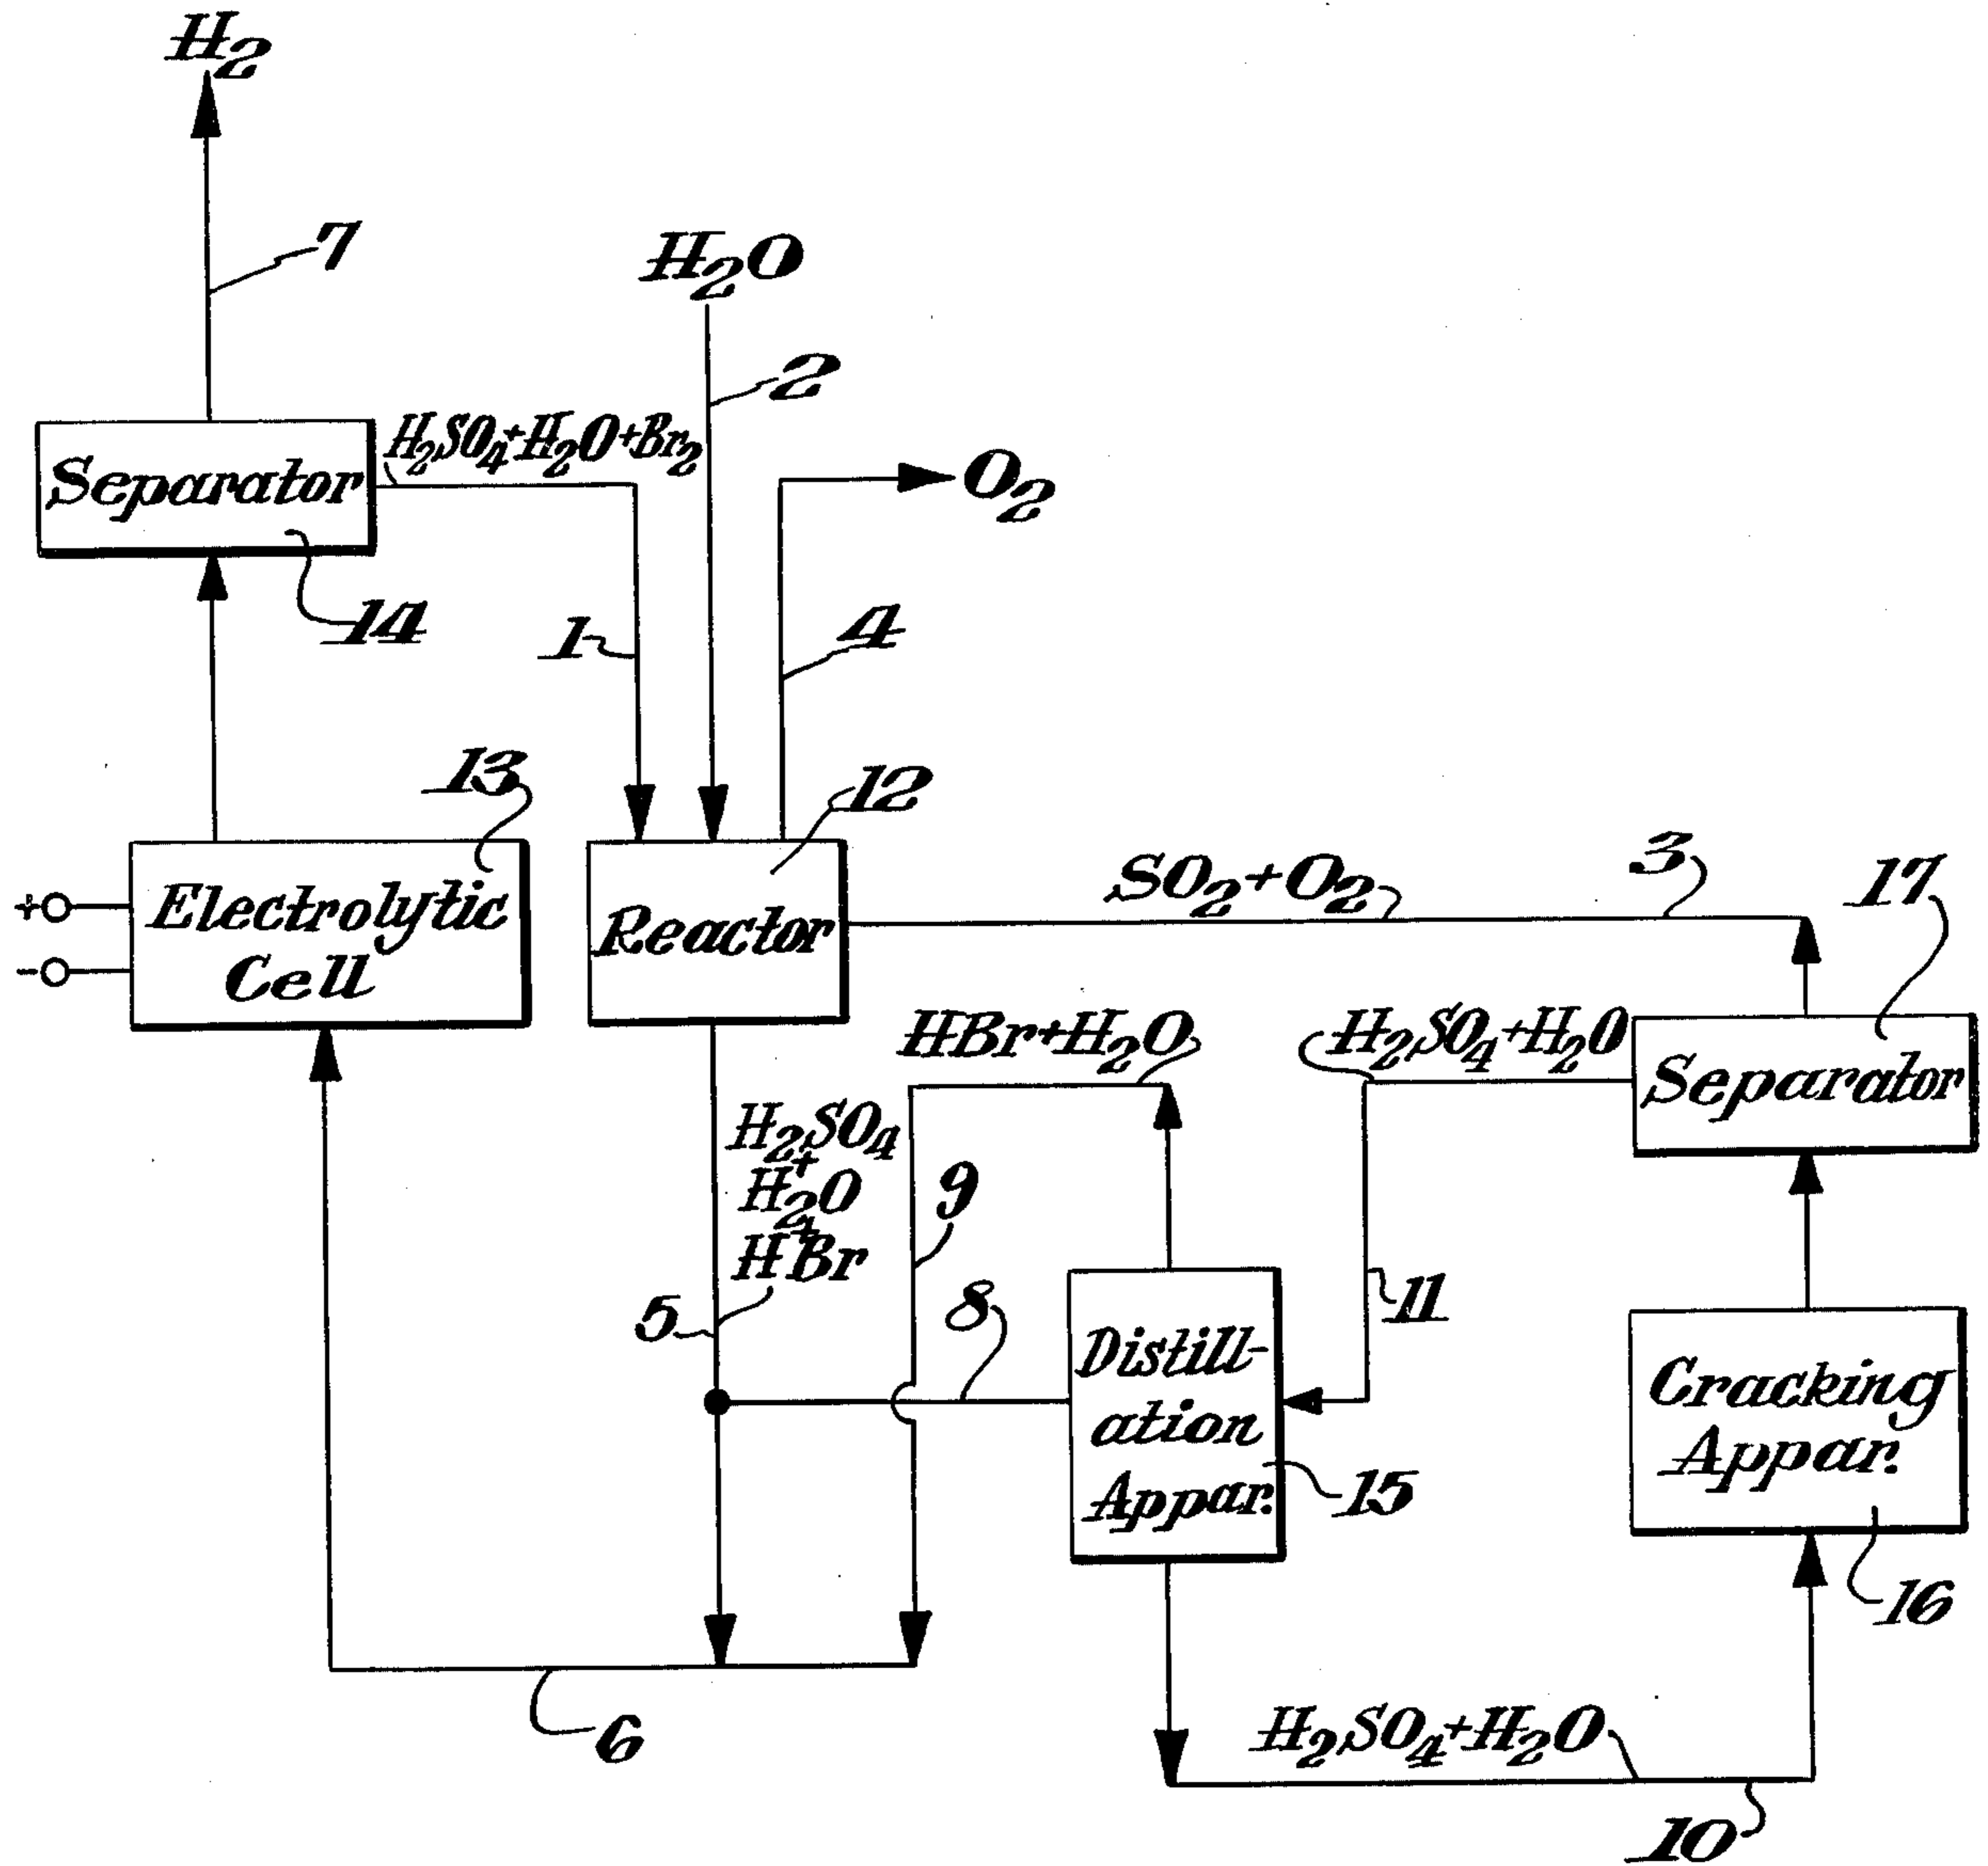 H2
7
H2O
2
H2SO4+H2O+Br2
Separator
O2
14
1
4
13
12
Electrolytic
Cell
+
-
Reactor
SO2+O2
3
17
HBr+H2O
H2SO4+H2O
Separator
H2SO4
+
H2O
+
HBr
9
5
8
11
Distill-
ation
Appar.
15
Cracking
Appar.
16
6
H2SO4+H2O
10